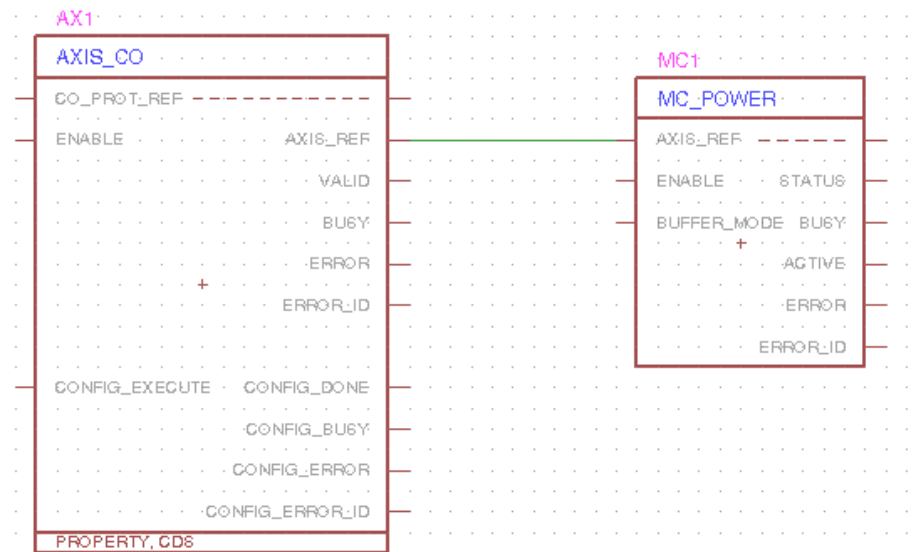 AX1
AXIS_CO
CO_PROT_REF
ENABLE AXIS_REF
VALID
BUSY
ERROR
ERROR_ID
CONFIG_EXECUTE CONFIG_DONE
CONFIG_BUSY
CONFIG_ERROR
CONFIG_ERROR_ID
PROPERTY, CDS
MC1
MC_POWER
AXIS_REF
ENABLE STATUS
BUFFER_MODE BUSY
ACTIVE
ERROR
ERROR_ID